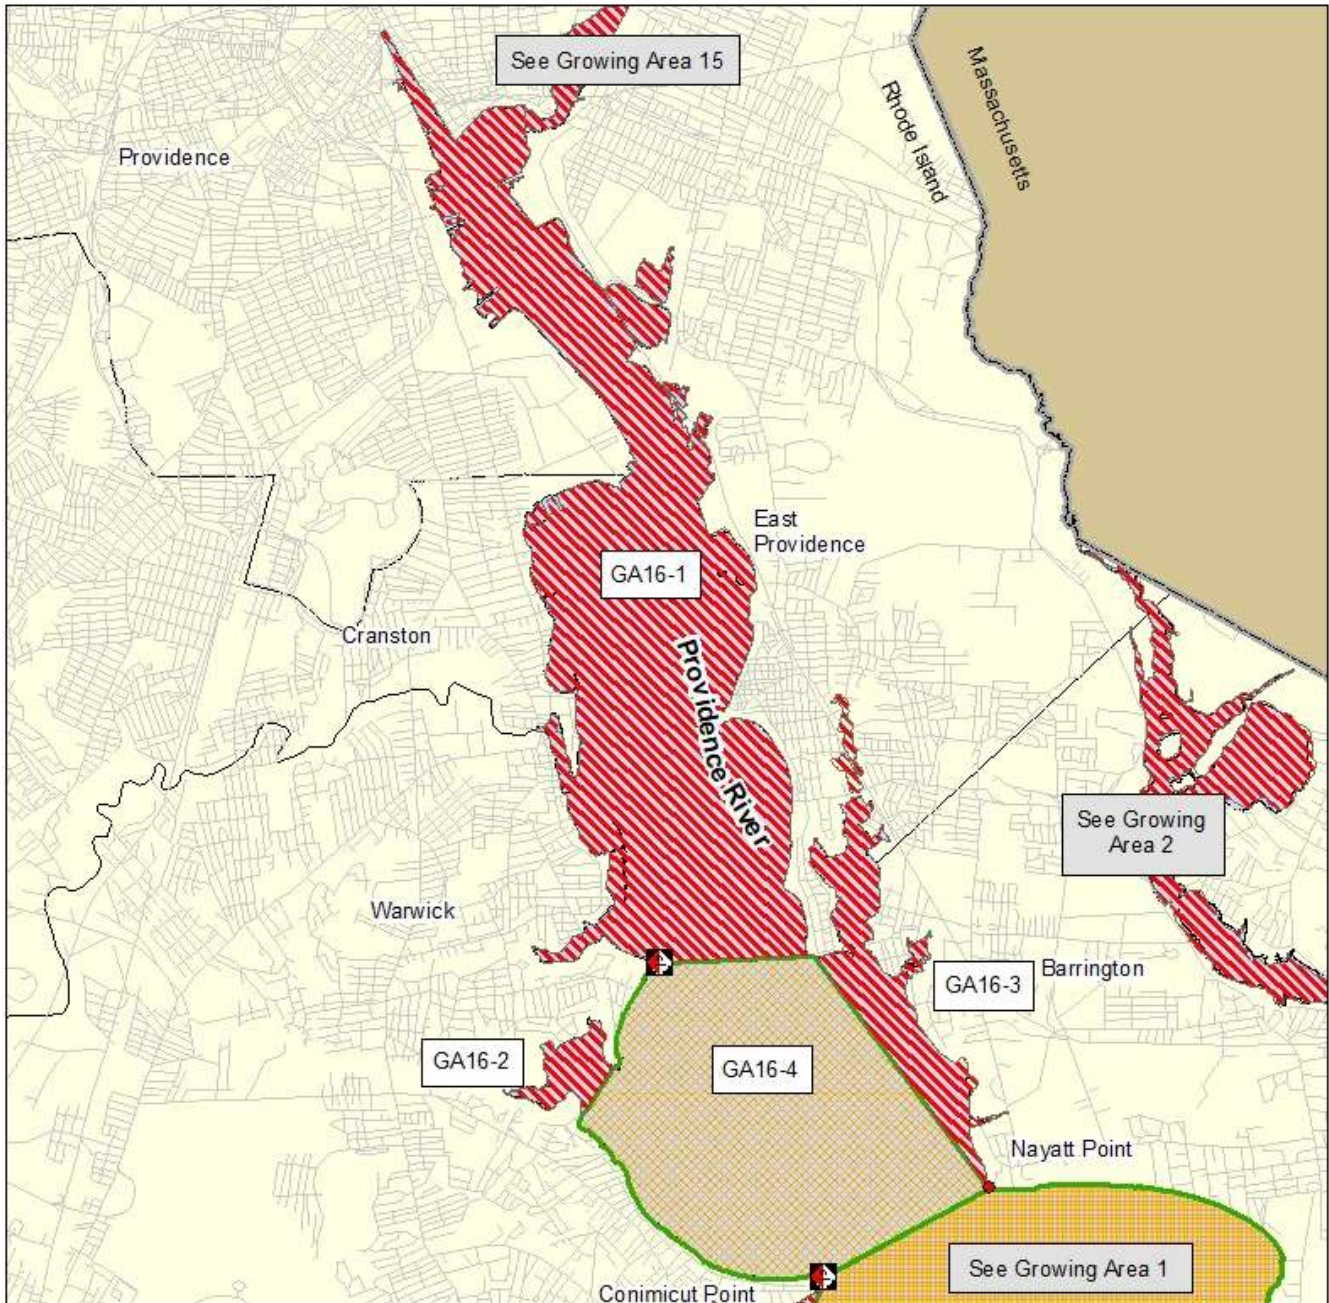 See Growing Area 15
Massachusetts
Rhode Island
Providence
East
Providence
GA16-1
Cranston
Providence River
See Growing
Area 2
Warwick
Barrington
GA16-3
GA16-2
GA16-4
Nayatt Point
See Growing Area 1
Conimicut Point